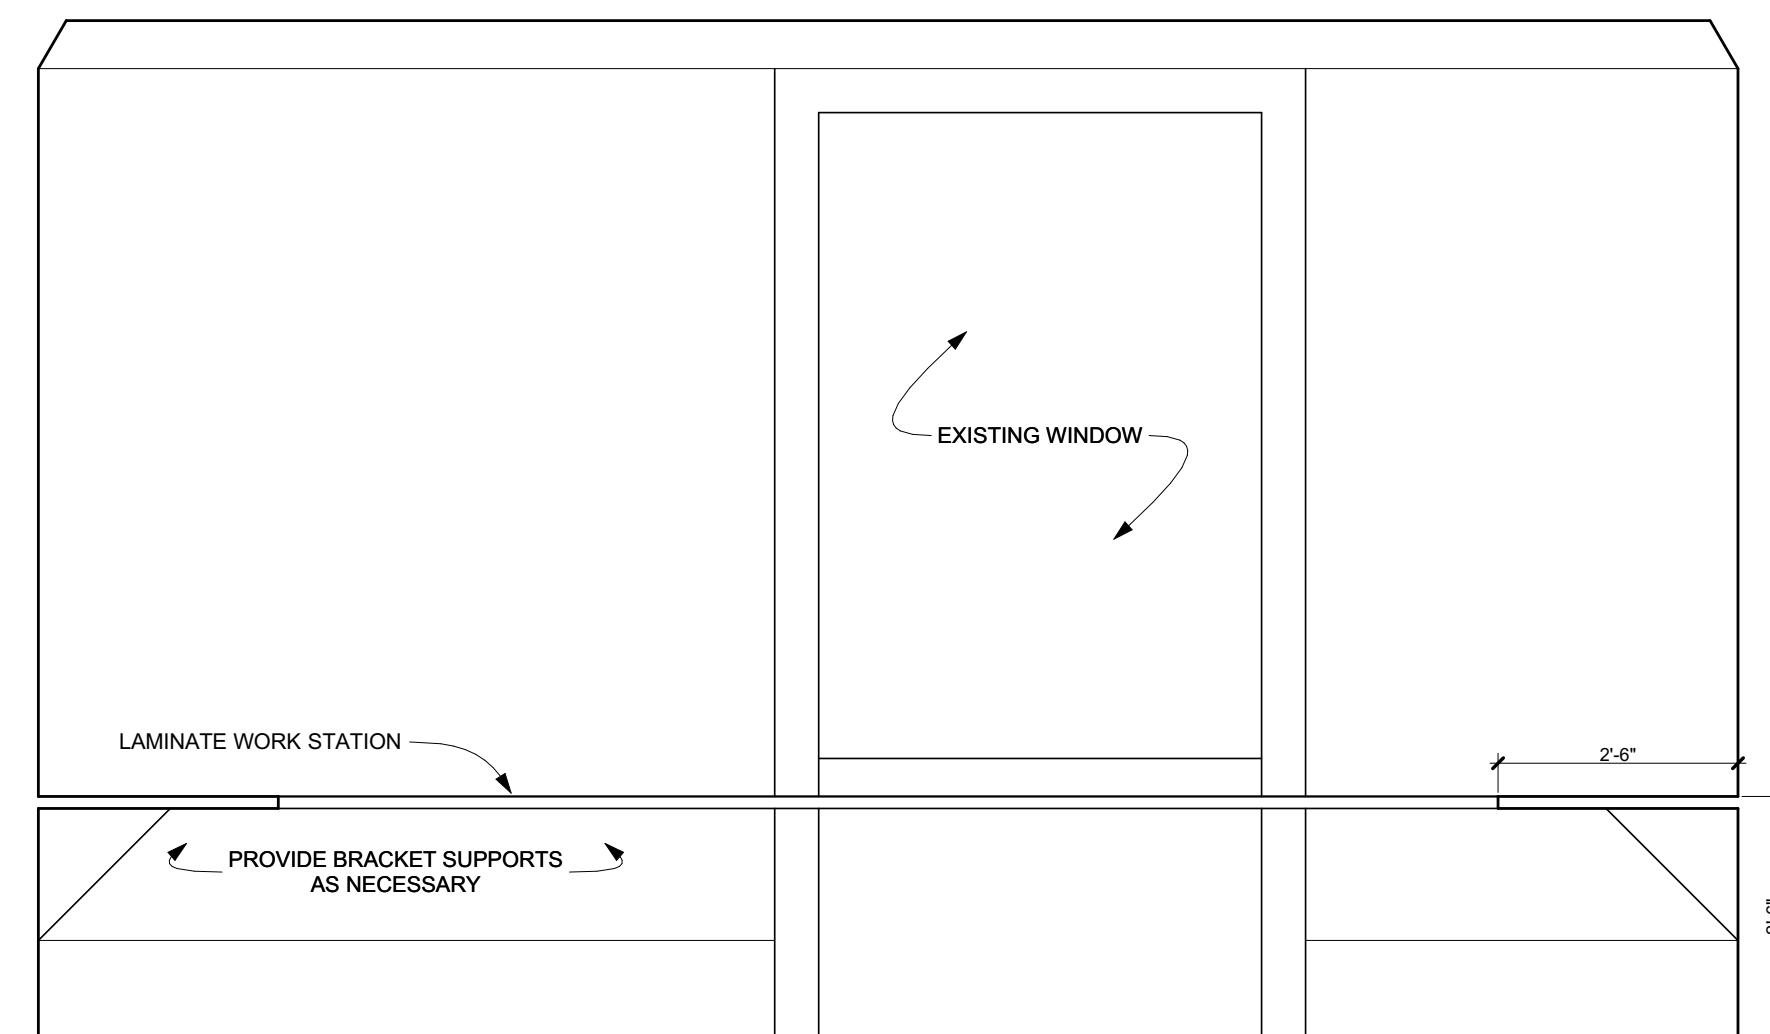 EXISTING WINDOW
LAMINATE WORK STATION
2'-6"
PROVIDE BRACKET SUPPORTS
AS NECESSARY